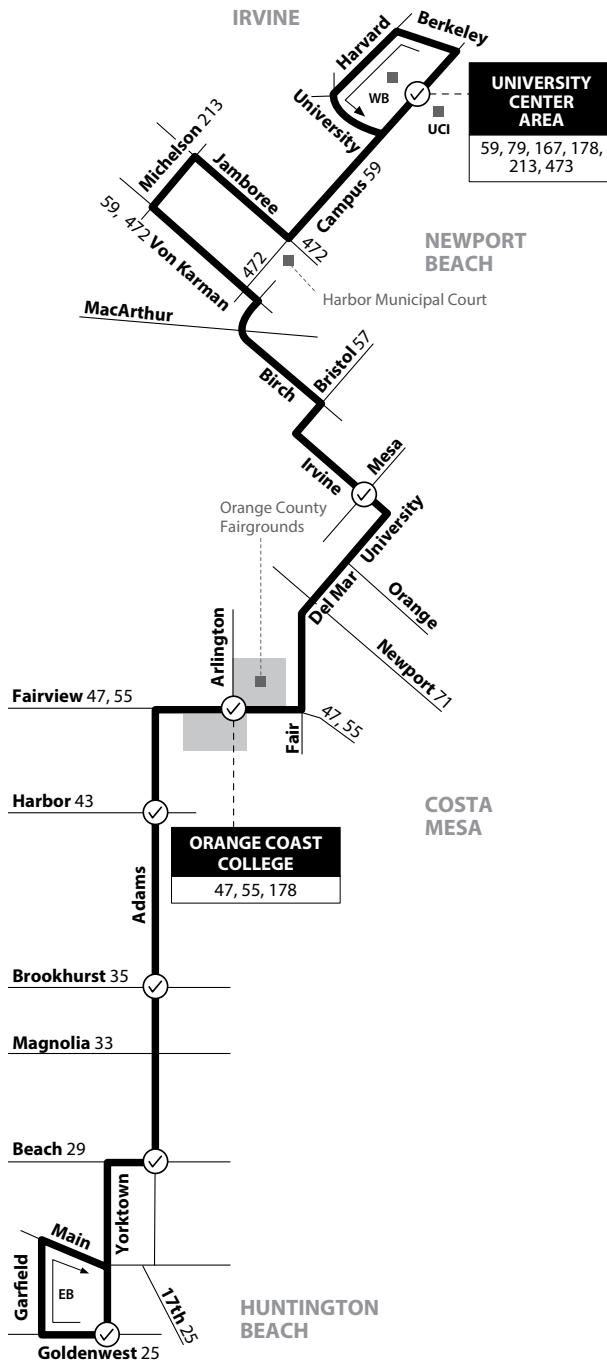 IRVINE
Berkeley
Harvard
WB
UNIVERSITY
CENTER
AREA
59, 79, 167, 178,
213, 473
University
UCI
Michelson 213
Jamboree
Campus 59
59, 472
Von Karman
472
472
NEWPORT
BEACH
Harbor Municipal Court
MacArthur
Birch
Bristol 57
Irvine
Mesa
Orange County
Fairgrounds
University
Del Mar
Orange
Newport 71
Arlington
Fairview 47, 55
Fair
47, 55
Harbor 43
COSTA
MESA
ORANGE COAST
COLLEGE
47, 55, 178
Adams
Brookhurst 35
Magnolia 33
Beach 29
Yorktown
Main
Garfield
EB
17th 25
HUNTINGTON
BEACH
Goldenwest 25